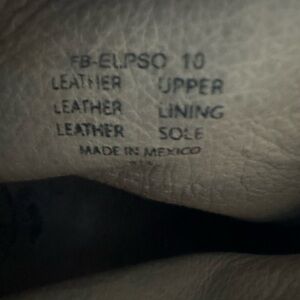 FB-ELPSO 10
LEATHER UPPER
LEATHER LINING
LEATHER SOLE
MADE IN MEXICO